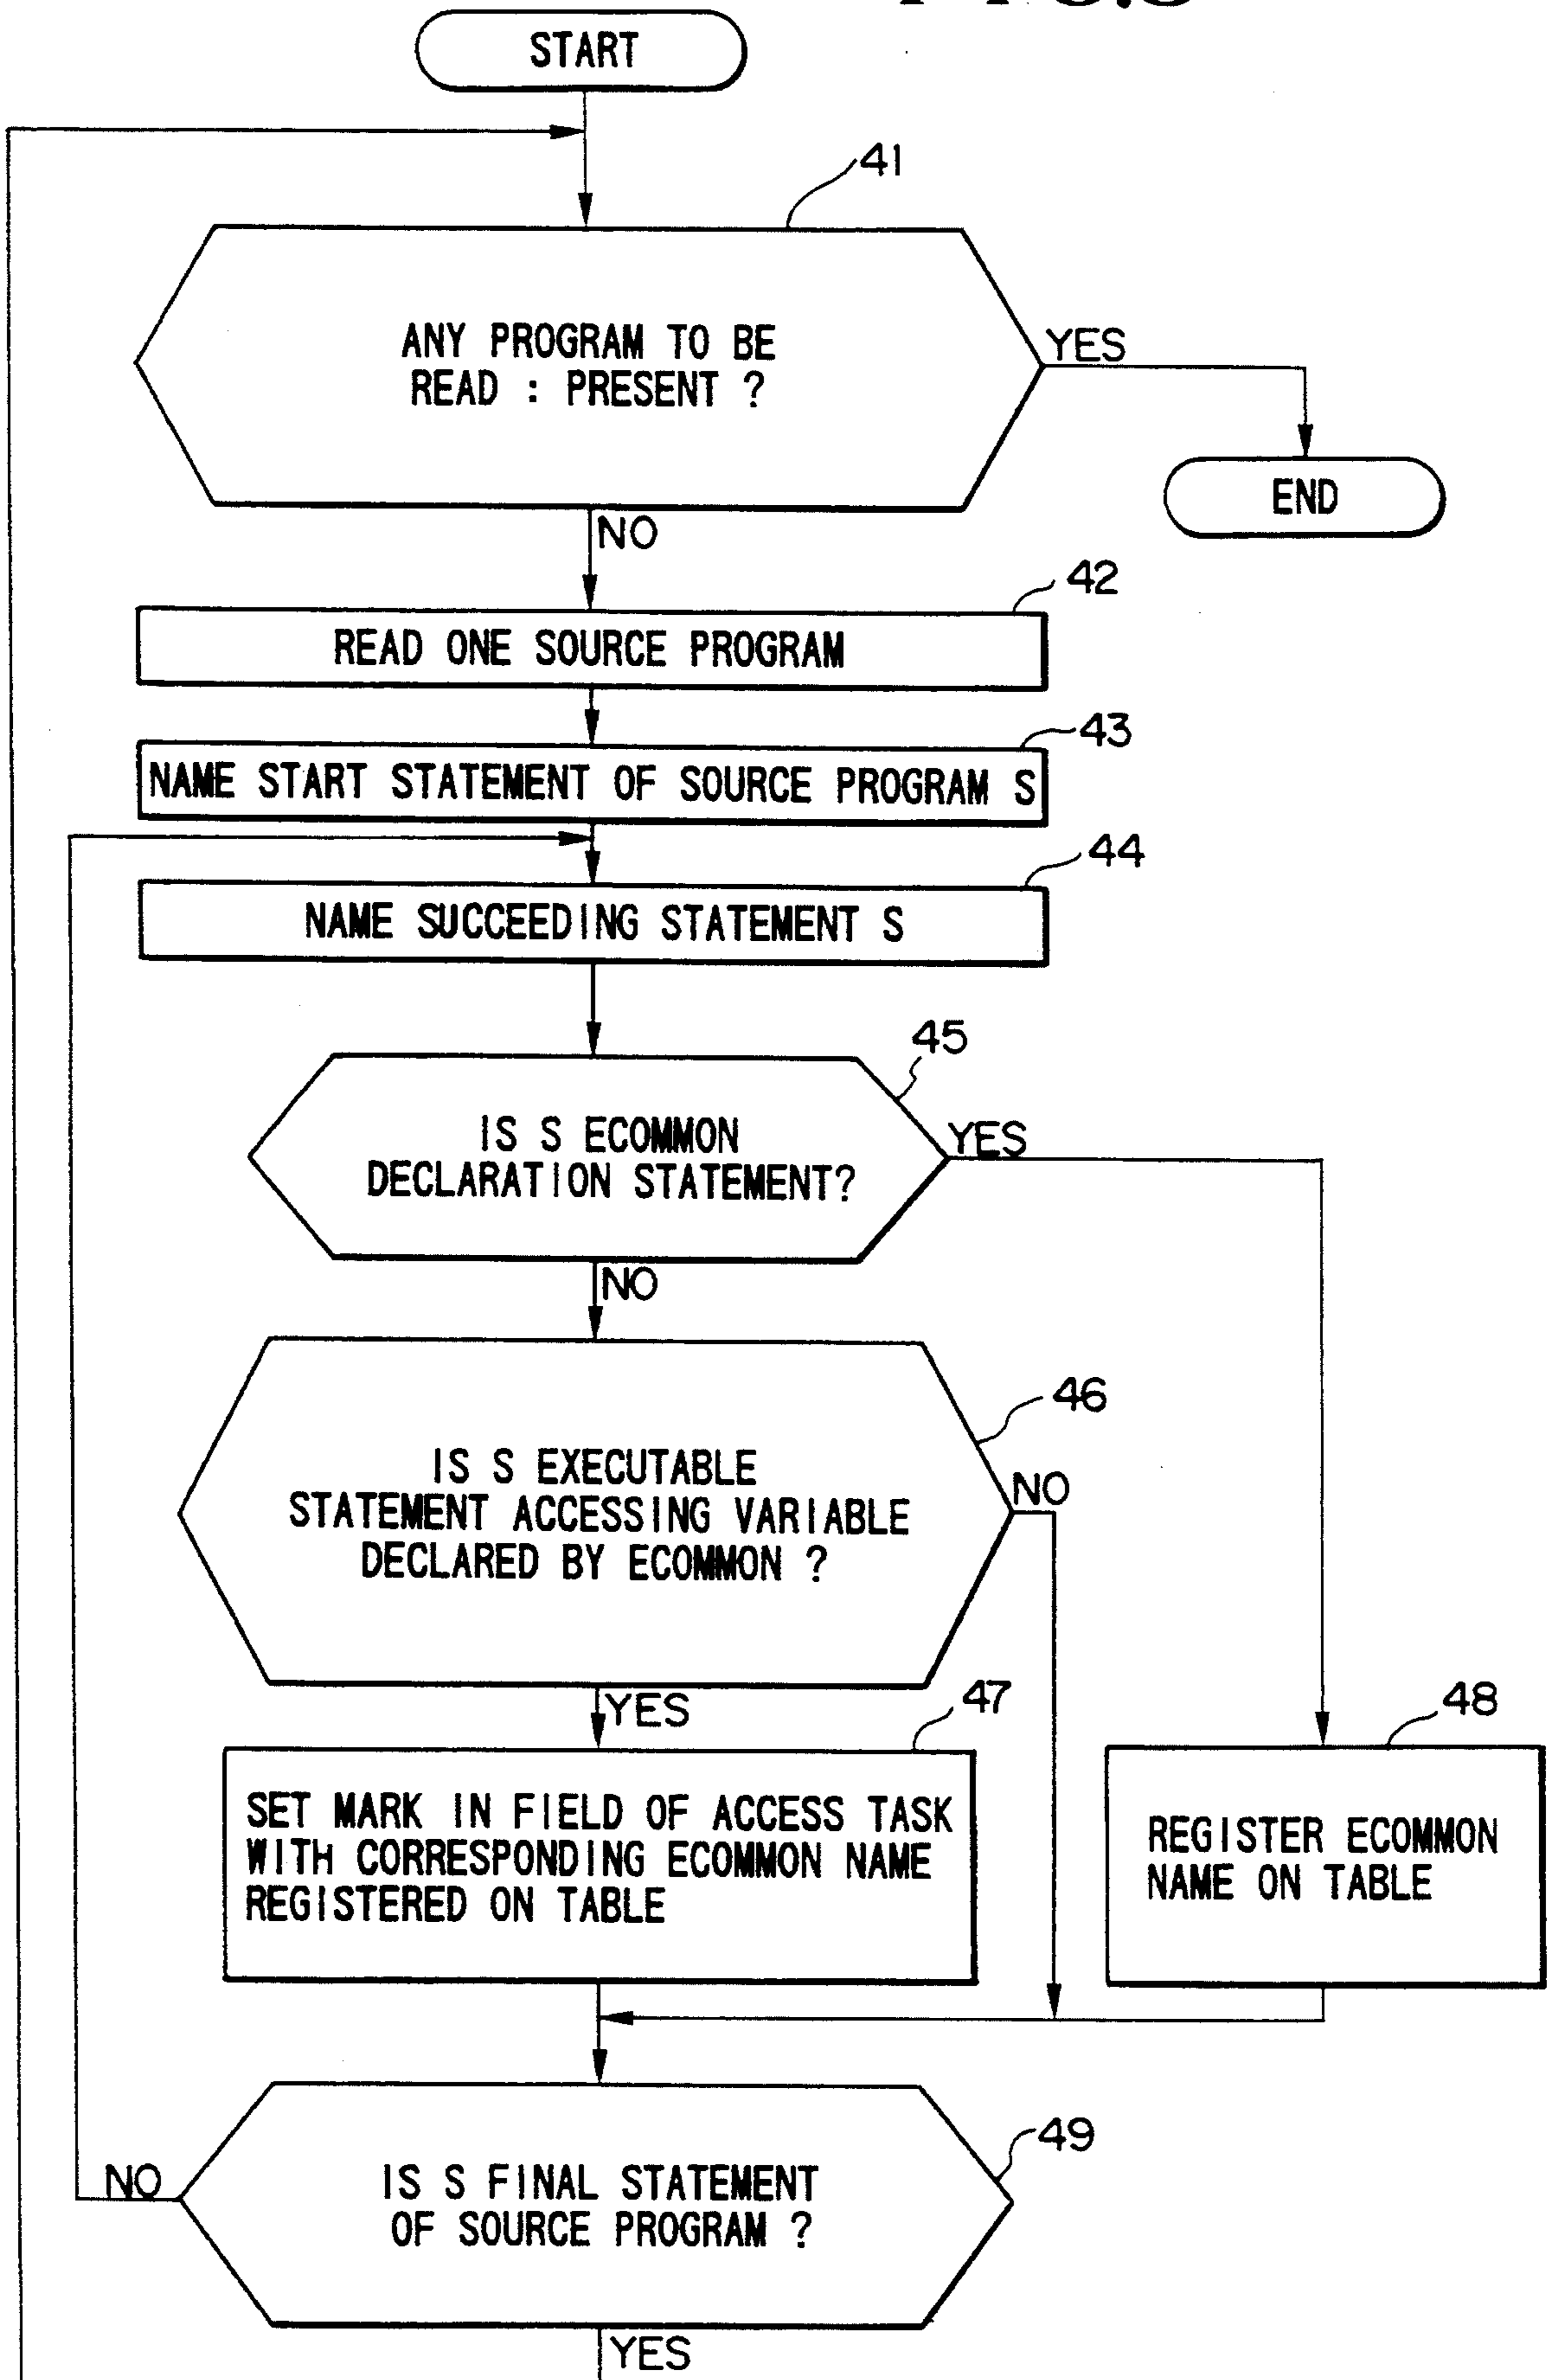 START
41
ANY PROGRAM TO BE
READ : PRESENT ?
YES
END
NO
42
READ ONE SOURCE PROGRAM
43
NAME START STATEMENT OF SOURCE PROGRAM S
44
NAME SUCCEEDING STATEMENT S
45
IS S ECOMMON
DECLARATION STATEMENT?
YES
NO
46
IS S EXECUTABLE
STATEMENT ACCESSING VARIABLE
DECLARED BY ECOMMON ?
NO
YES
47
SET MARK IN FIELD OF ACCESS TASK
WITH CORRESPONDING ECOMMON NAME
REGISTERED ON TABLE
48
REGISTER ECOMMON
NAME ON TABLE
49
NO
IS S FINAL STATEMENT
OF SOURCE PROGRAM ?
YES